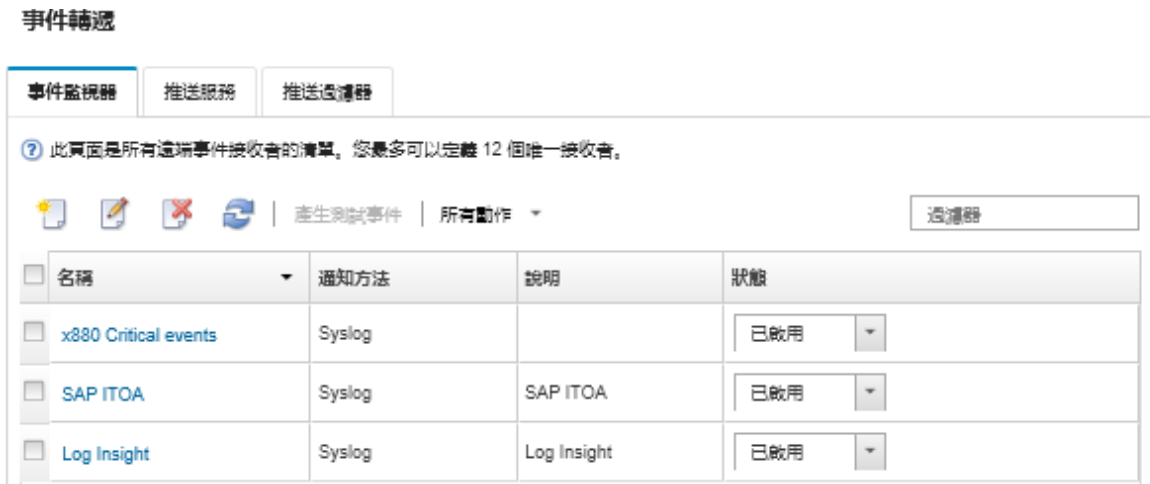 事件轉遞
事件監視器 推送服務 推送過濾器
? 此頁面是所有遠端事件接收者的清單。您最多可以定義 12 個唯一接收者。
產生測試事件 所有動作 過濾器
名稱 通知方法 說明 狀態
x880 Critical events Syslog 已啟用
SAP ITOA Syslog SAP ITOA 已啟用
Log Insight Syslog Log Insight 已啟用